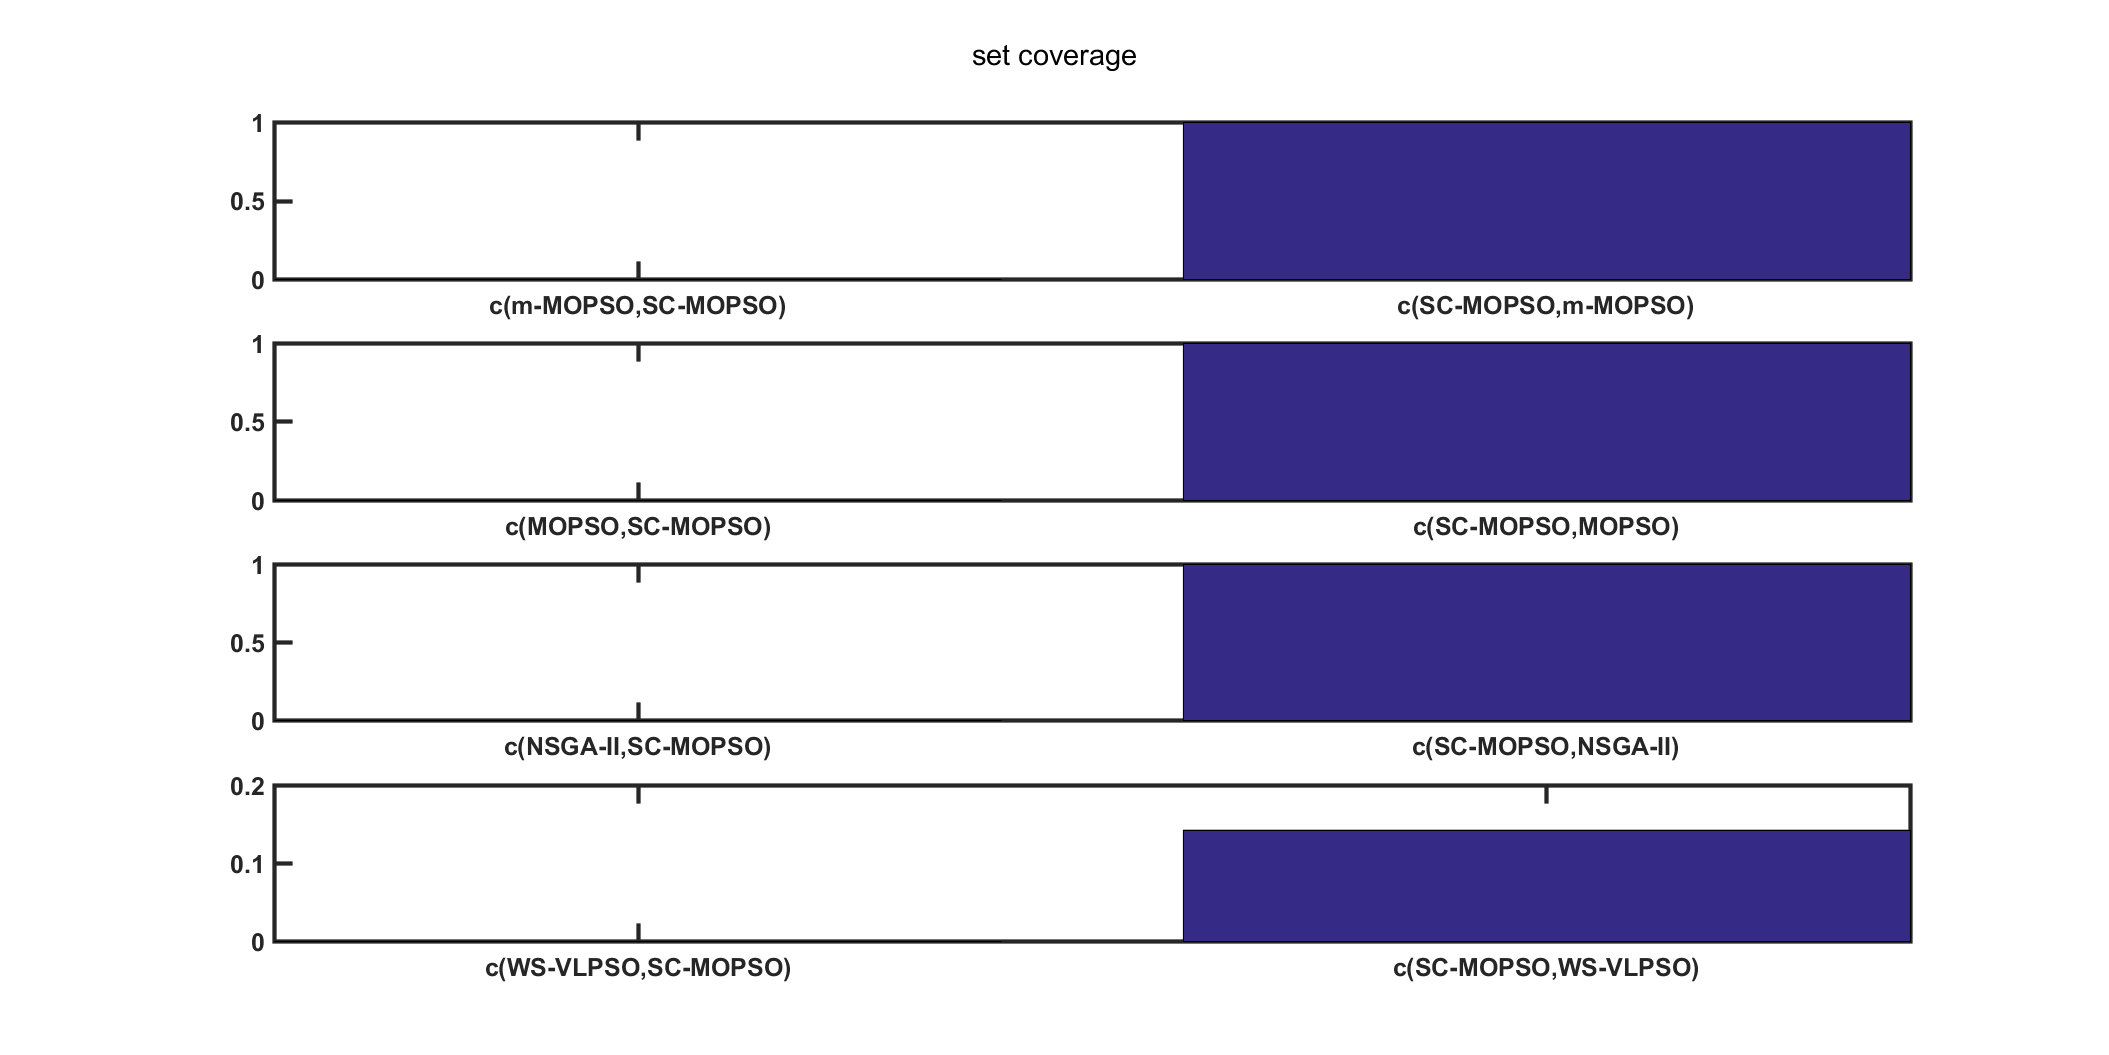 set coverage
1
0.5
0
c(m-MOPSO,SC-MOPSO) c(SC-MOPSO,m-MOPSO)
1
0.5
0
c(MOPSO,SC-MOPSO) c(SC-MOPSO,MOPSO)
1
0.5
0
c(NSGA-II,SC-MOPSO) c(SC-MOPSO,NSGA-II)
0.2
0.1
0
c(WS-VLPSO,SC-MOPSO) c(SC-MOPSO,WS-VLPSO)